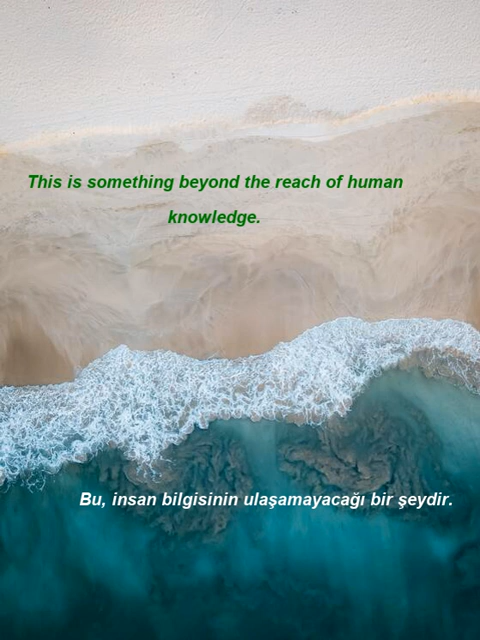 This is something beyond the reach of human
knowledge.
Bu, insan bilgisinin ulaşamayacağı bir şeydir.